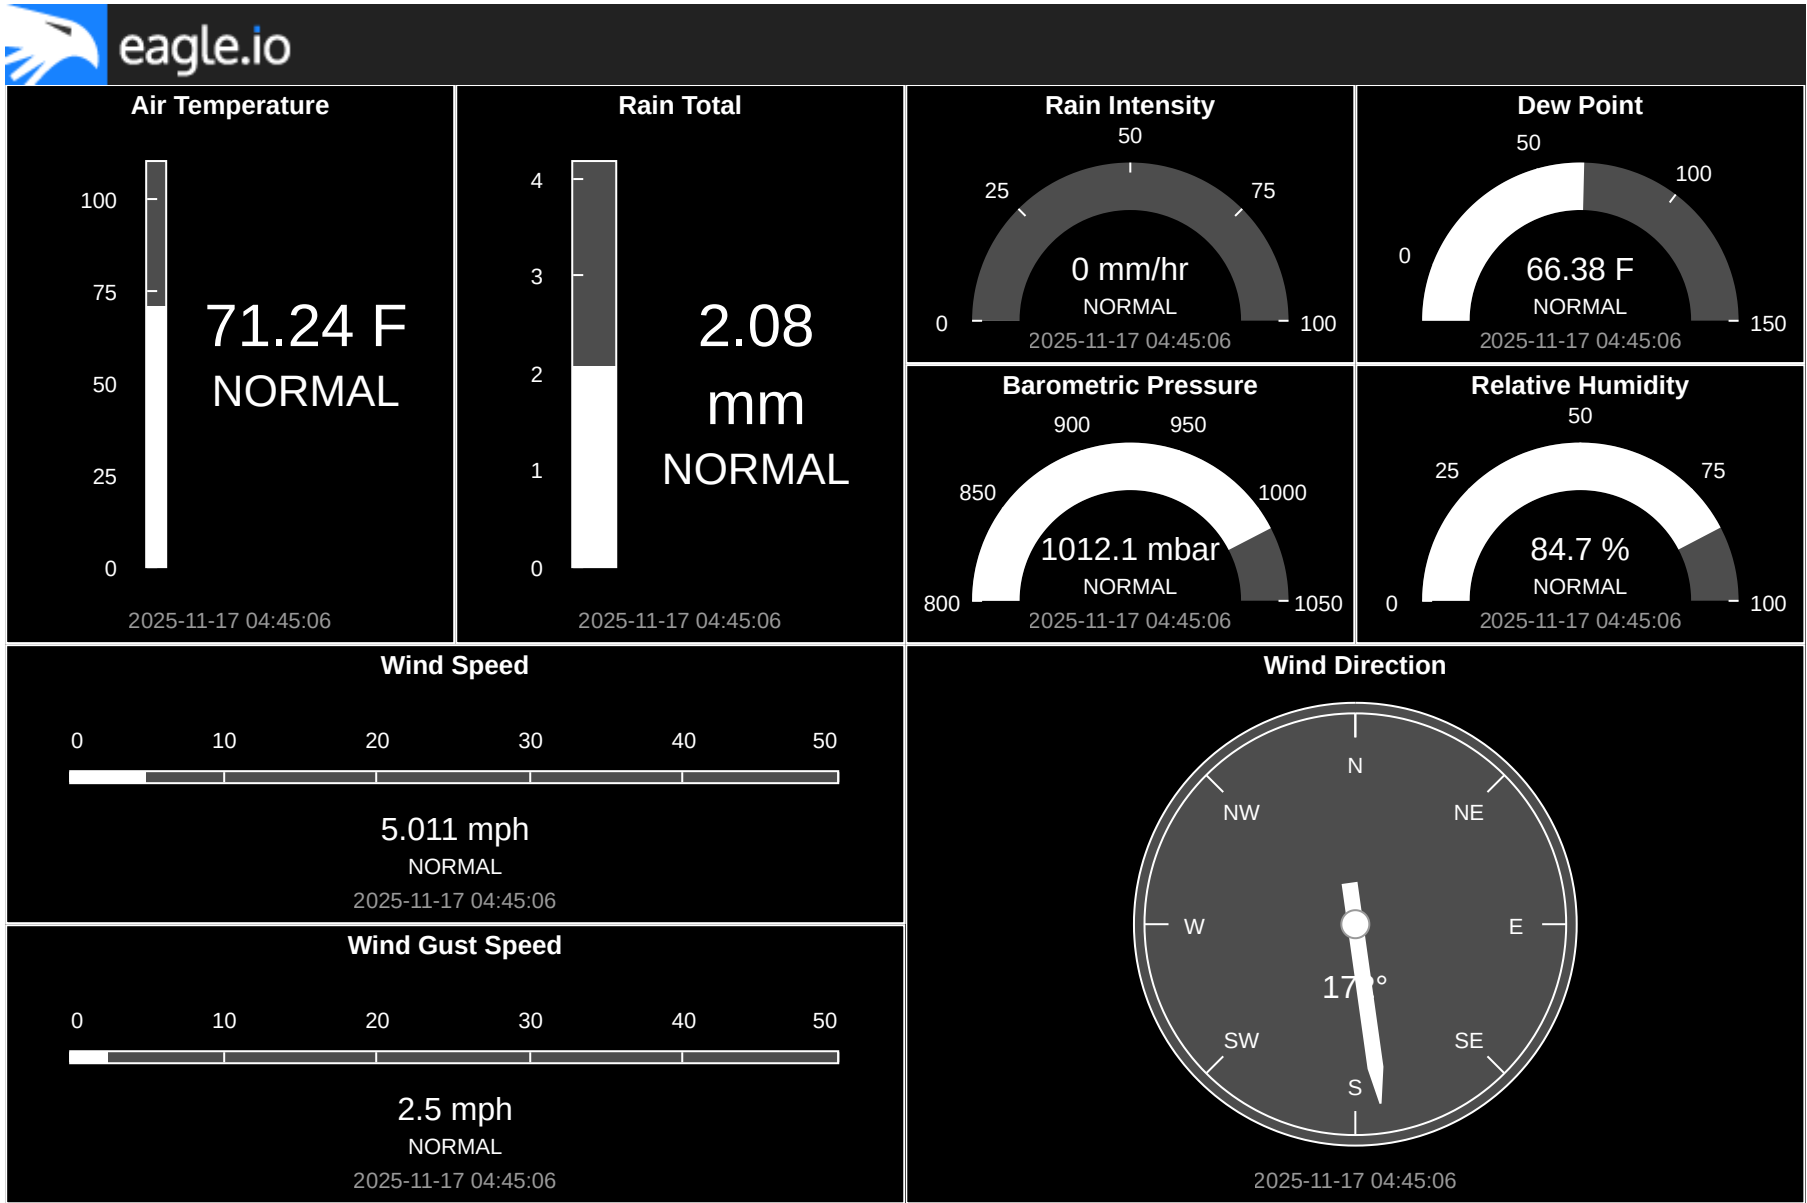 eagle.io
Air Temperature
100
75
50
25
0
71.24 F
NORMAL
2025-11-17 04:45:06
Rain Total
4
3
2
1
0
2.08
mm
NORMAL
2025-11-17 04:45:06
Rain Intensity
0
25
50
75
100
0 mm/hr
NORMAL
2025-11-17 04:45:06
Dew Point
0
50
100
150
66.38 F
NORMAL
2025-11-17 04:45:06
Barometric Pressure
800
850
900
950
1000
1050
1012.1 mbar
NORMAL
2025-11-17 04:45:06
Relative Humidity
0
25
50
75
100
84.7 %
NORMAL
2025-11-17 04:45:06
Wind Speed
0 10 20 30 40 50
5.011 mph
NORMAL
2025-11-17 04:45:06
Wind Gust Speed
0 10 20 30 40 50
2.5 mph
NORMAL
2025-11-17 04:45:06
Wind Direction
N
NW NE
W E
SW SE
S
2025-11-17 04:45:06